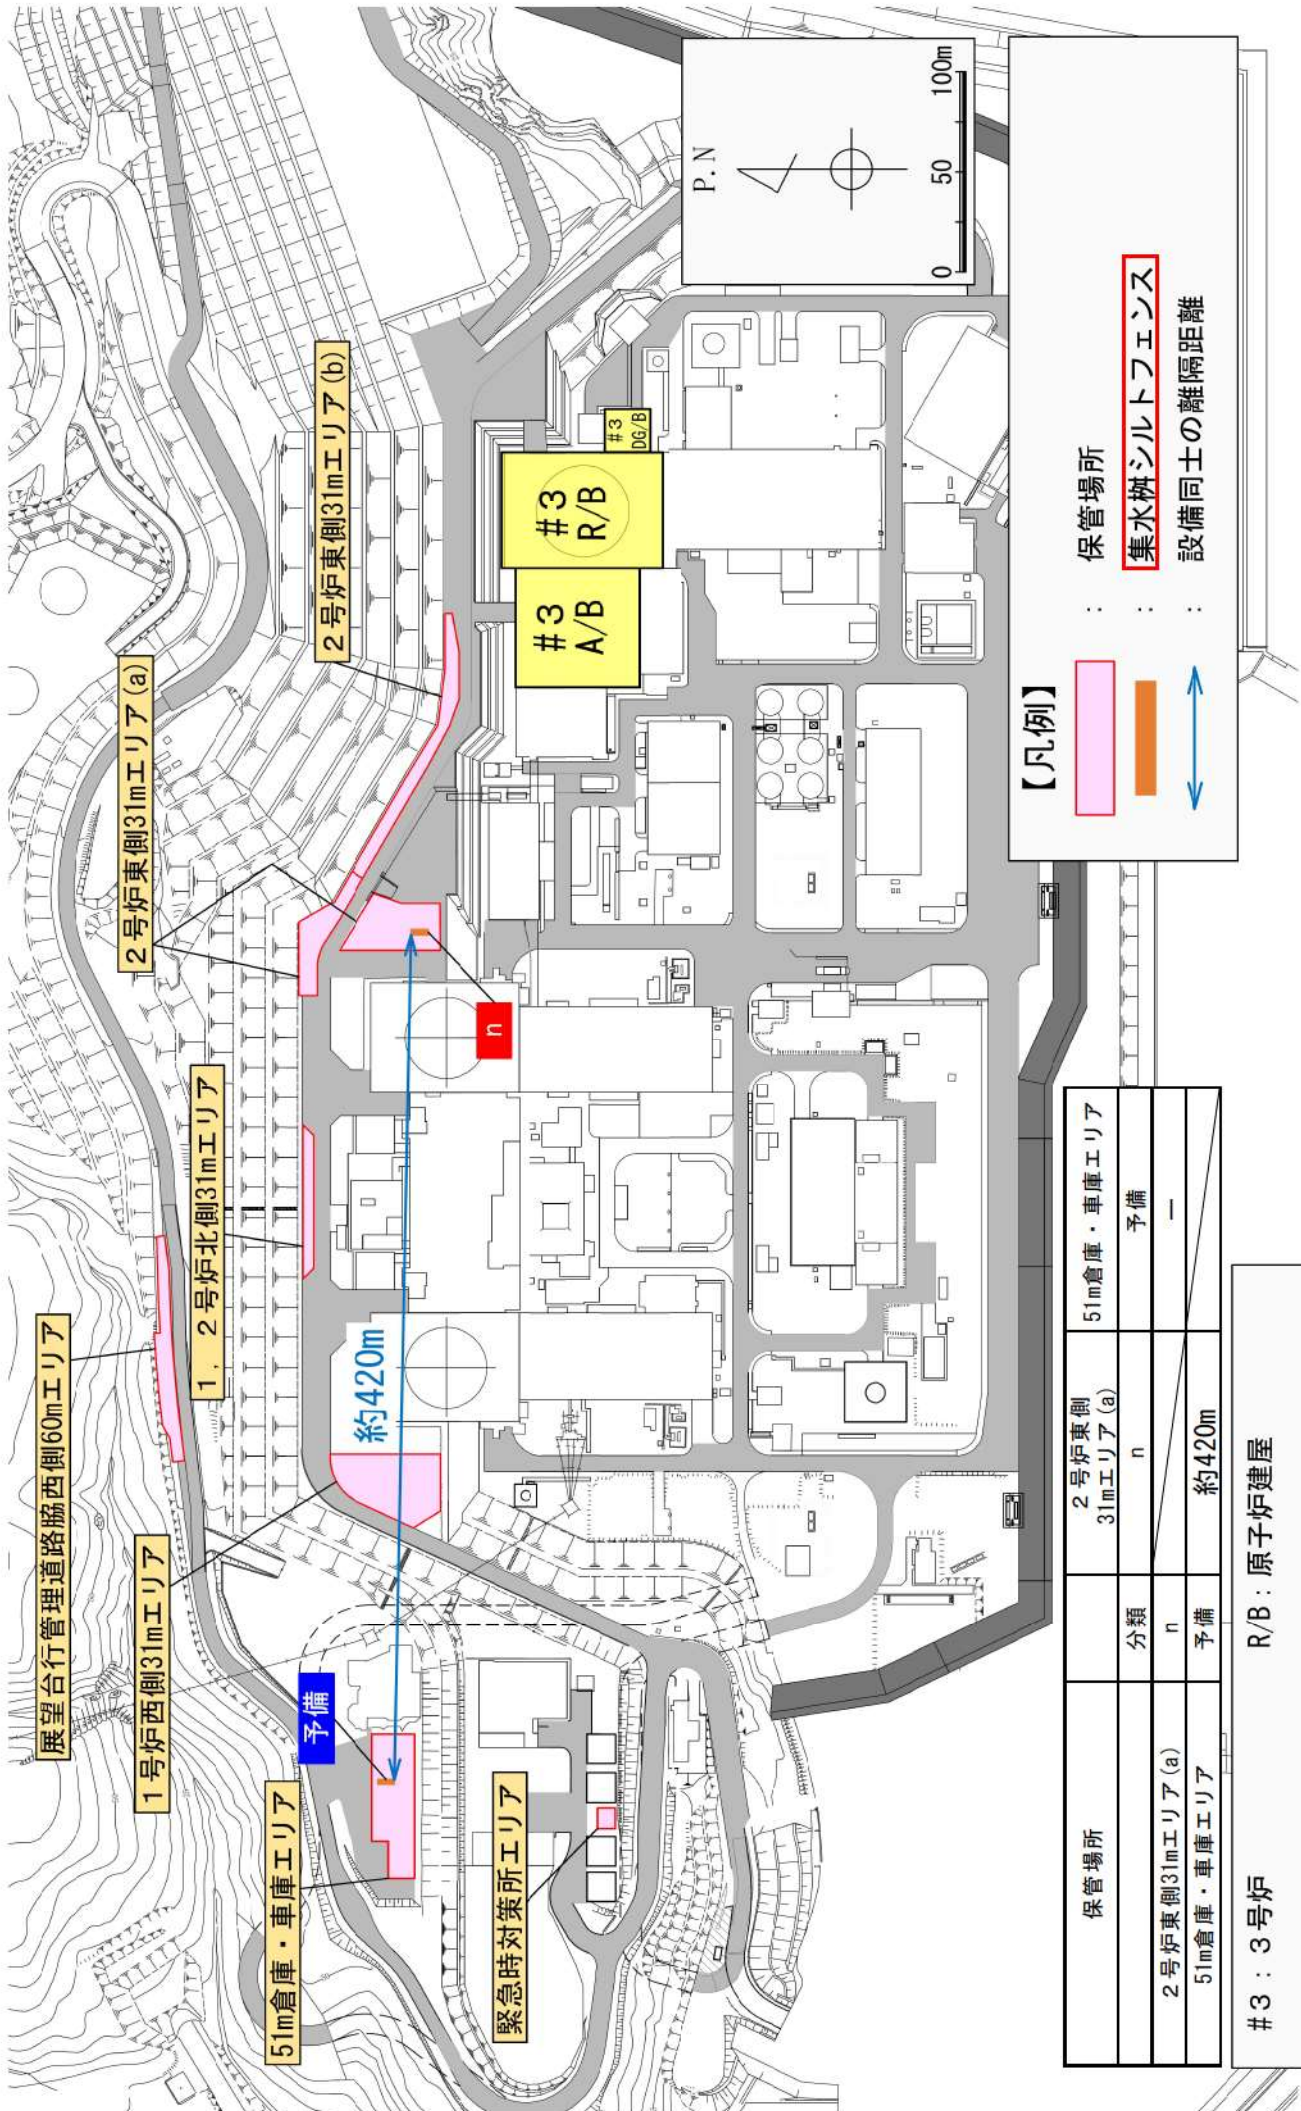 展望台行管理道路脇西側60mエリア
1号炉西側31mエリア
51m倉庫・車庫エリア
予備
緊急時対策所エリア
1，2号炉北側31mエリア
約420m
2号炉東側31mエリア(a)
2号炉東側31mエリア(b)
n
#3
A/B
#3
R/B
#3
DG/B
P.N
0 50 100m
【凡例】
：保管場所
：集水桝シルトフェンス
：設備同士の離隔距離
保管場所 2号炉東側31mエリア(a) 51m倉庫・車庫エリア
分類 n 予備
2号炉東側31mエリア(a) n ―
51m倉庫・車庫エリア 予備 約420m
#3：3号炉 R/B：原子炉建屋